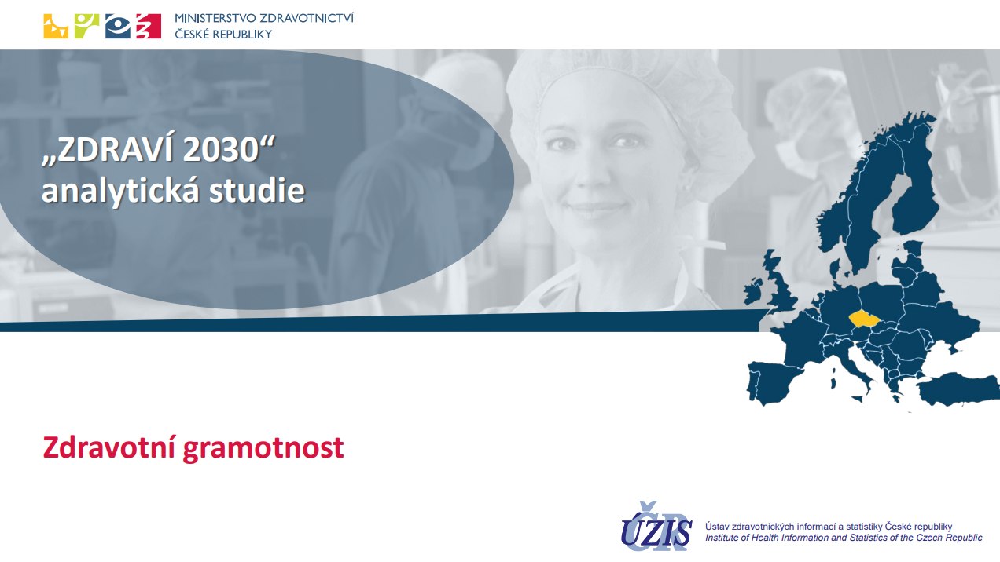 MINISTERSTVO ZDRAVOTNICTVÍ
ČESKÉ REPUBLIKY
„ZDRAVÍ 2030“
analytická studie
Zdravotní gramotnost
ÚZIS
ČR
Ústav zdravotnických informací a statistiky České republiky
Institute of Health Information and Statistics of the Czech Republic